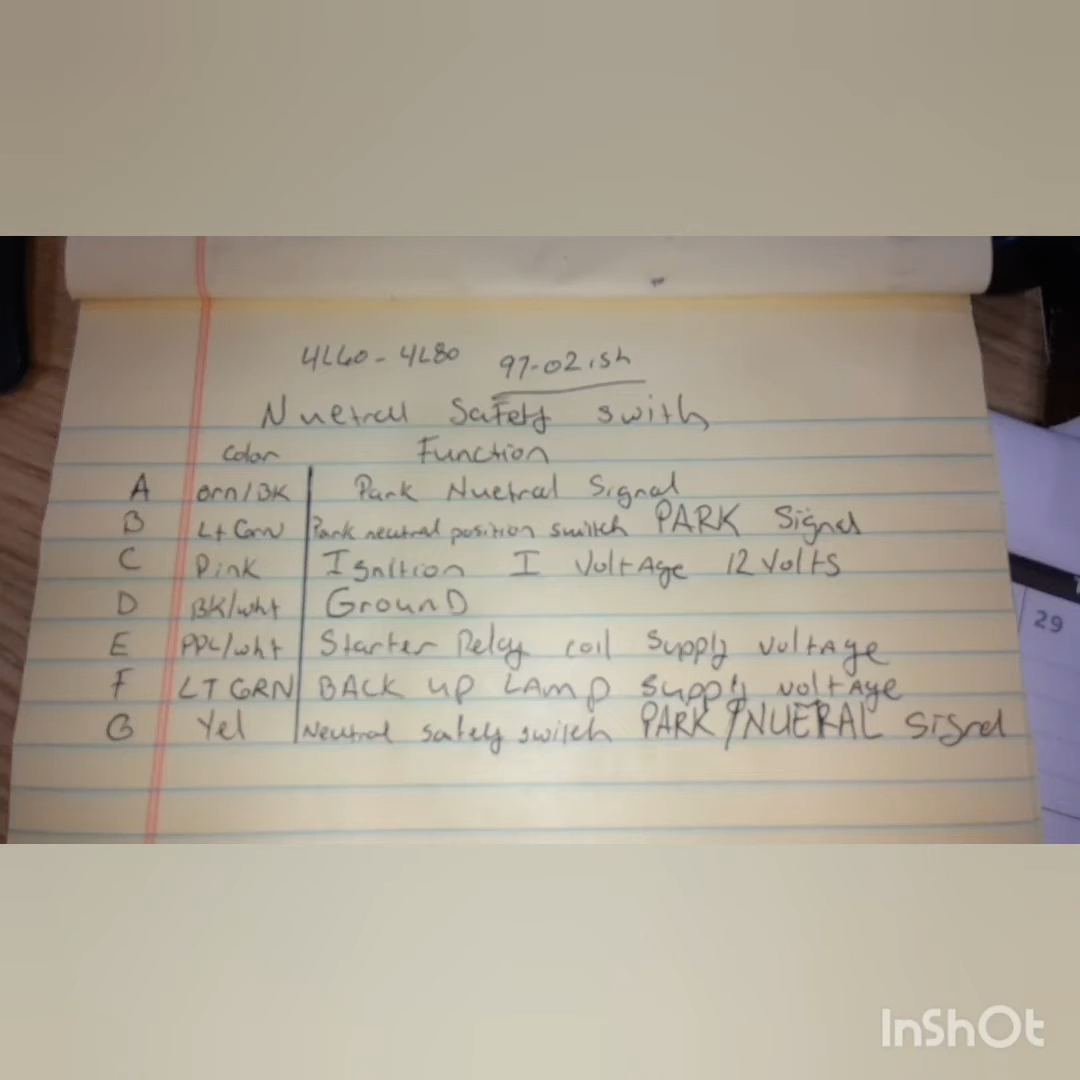 4L60 - 4L80 97-02ish
Nuetral Safety swith
Color Function
A Orn/BK Park Nuetral Signal
B Lt Grn Park neutral position switch PARK Signal
C Pink Ignition I Voltage 12 Volts
D BK/wht Ground
E PPL/wht Starter Relay coil Supply voltage
F LT GRN BACK up LAmp Supply voltAge
G Yel Neutral safety switch PARK/NUERAL Signal
29
InShOt